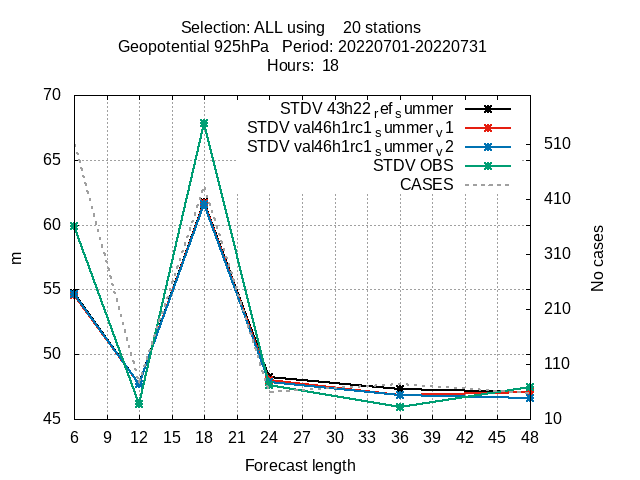 Selection: ALL using    20 stations
Geopotential 925hPa   Period: 20220701-20220731
Hours: 18
STDV 43h22_ref_summer
STDV val46h1rc1_summer_v1
STDV val46h1rc1_summer_v2
STDV OBS
CASES
70
65
60
55
50
45
m
510
410
310
210
110
10
No cases
6 9 12 15 18 21 24 27 30 33 36 39 42 45 48
Forecast length